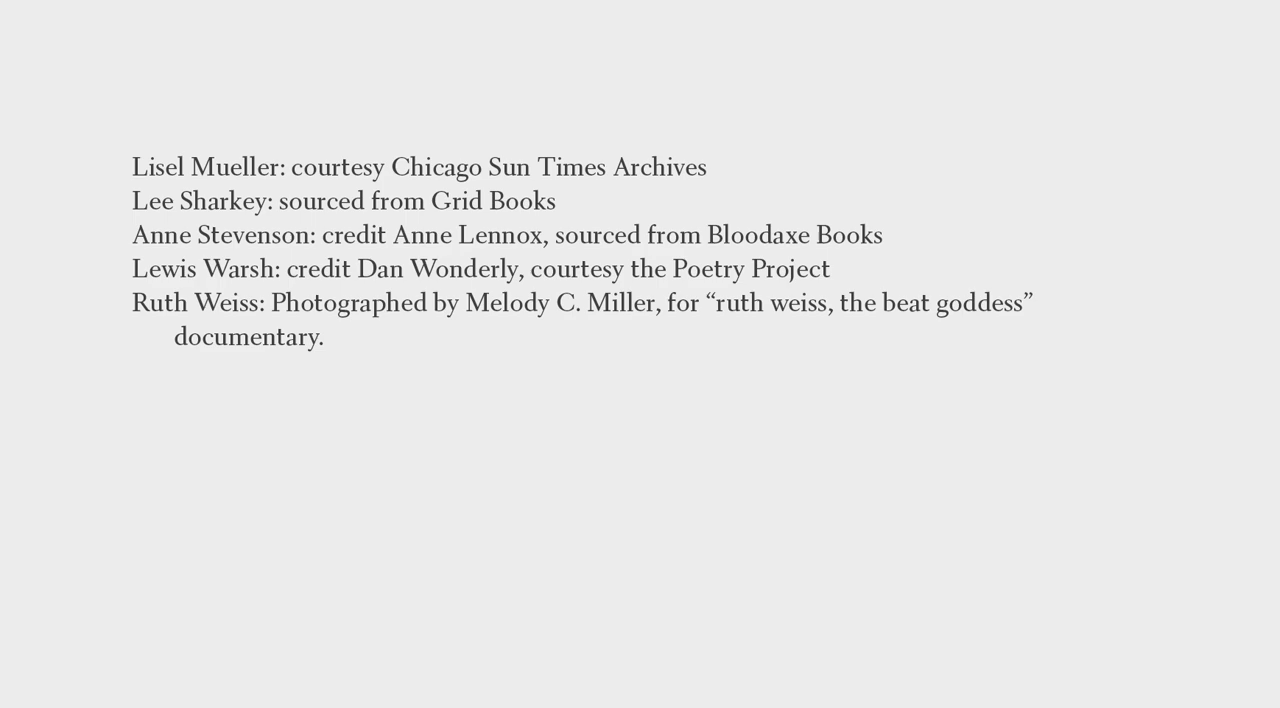 Lisel Mueller: courtesy Chicago Sun Times Archives
Lee Sharkey: sourced from Grid Books
Anne Stevenson: credit Anne Lennox, sourced from Bloodaxe Books
Lewis Warsh: credit Dan Wonderly, courtesy the Poetry Project
Ruth Weiss: Photographed by Melody C. Miller, for “ruth weiss, the beat goddess”
documentary.